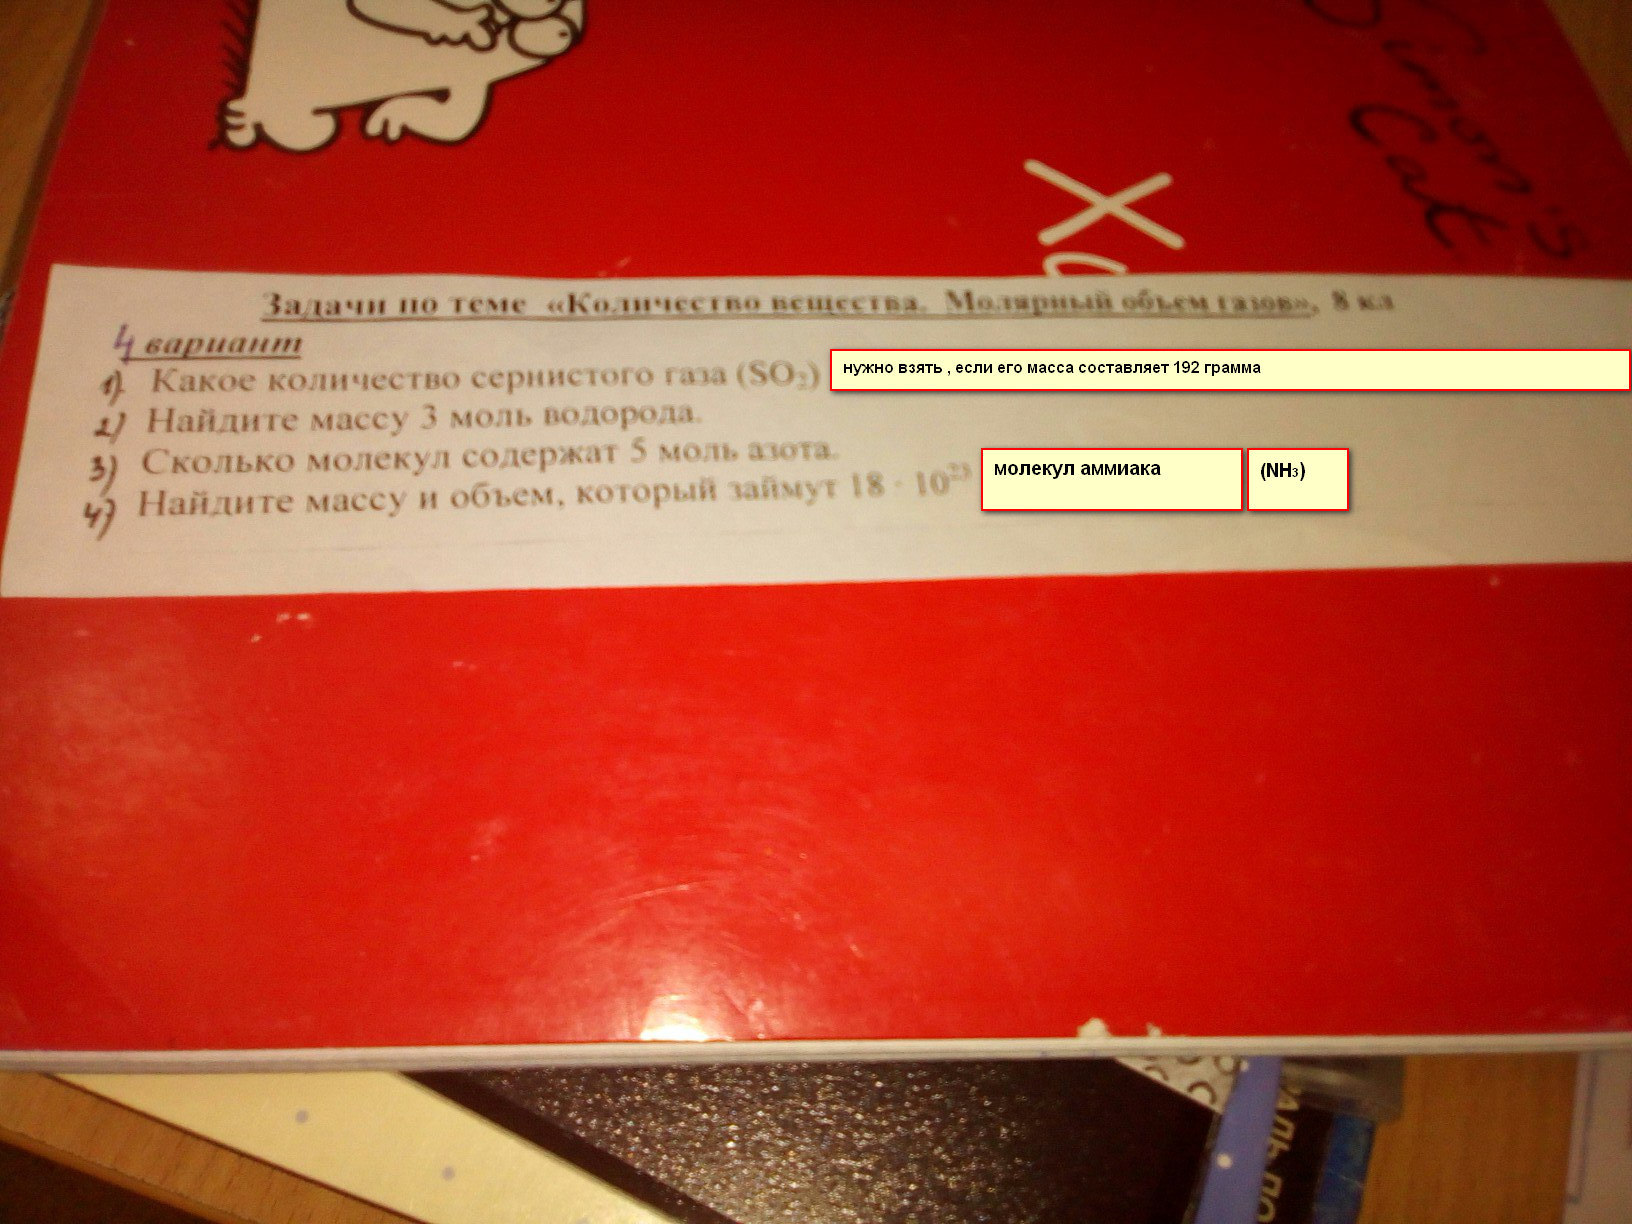 Simon's
Cat
Х
Задачи по теме «Количество вещества. Молярный объем газов», 8 кл
4 вариант
1) Какое количество сернистого газа (SO₂) нужно взять , если его масса составляет 192 грамма
2) Найдите массу 3 моль водорода.
3) Сколько молекул содержат 5 моль азота.
4) Найдите массу и объем, который займут 18 · 10²³ молекул аммиака (NH₃)